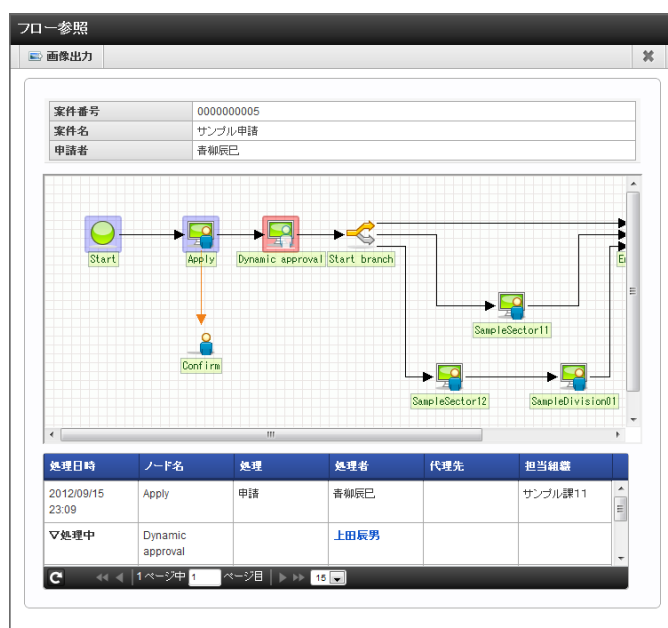 フロー参照
画像出力
案件番号 0000000005
案件名 サンプル申請
申請者 青柳辰巳
Start Apply Dynamic approval Start branch
SampleSector11
Confirm
SampleSector12 SampleDivision01
処理日時 ノード名 処理 処理者 代理先 担当組織
2012/09/15 Apply 申請 青柳辰巳 サンプル課11
23:09
▽処理中 Dynamic 上田辰男
approval
1 ページ中 1 ページ目 15